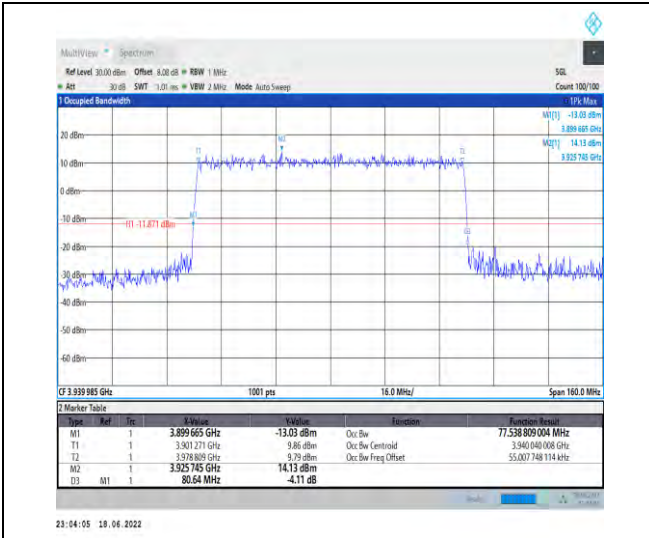 MultiView Spectrum
Ref Level 30.00 dBm Offset 8.08 dB RBW 1 MHz SGL
Att 30 dB SWT 1.01 ms VBW 2 MHz Mode Auto Sweep Count 100/100
1 Occupied Bandwidth 1Pk Max
M1[1] -13.03 dBm
3.899 665 GHz
M2[1] 14.13 dBm
3.925 745 GHz
20 dBm
M2
T1 T2
10 dBm
0 dBm
-10 dBm
M1
H1 -11.871 dBm
D3
-20 dBm
-30 dBm
-40 dBm
-50 dBm
-60 dBm
CF 3.939 985 GHz 1001 pts 16.0 MHz/ Span 160.0 MHz
2 Marker Table
Type Ref Trc X-Value Y-Value Function Function Result
M1 1 3.899 665 GHz -13.03 dBm Occ Bw 77.538 809 004 MHz
T1 1 3.901 271 GHz 9.86 dBm Occ Bw Centroid 3.940 040 008 GHz
T2 1 3.978 809 GHz 9.79 dBm Occ Bw Freq Offset 55.007 748 114 kHz
M2 1 3.925 745 GHz 14.13 dBm
D3 M1 1 80.64 MHz -4.11 dB
23:04:05 18.06.2022